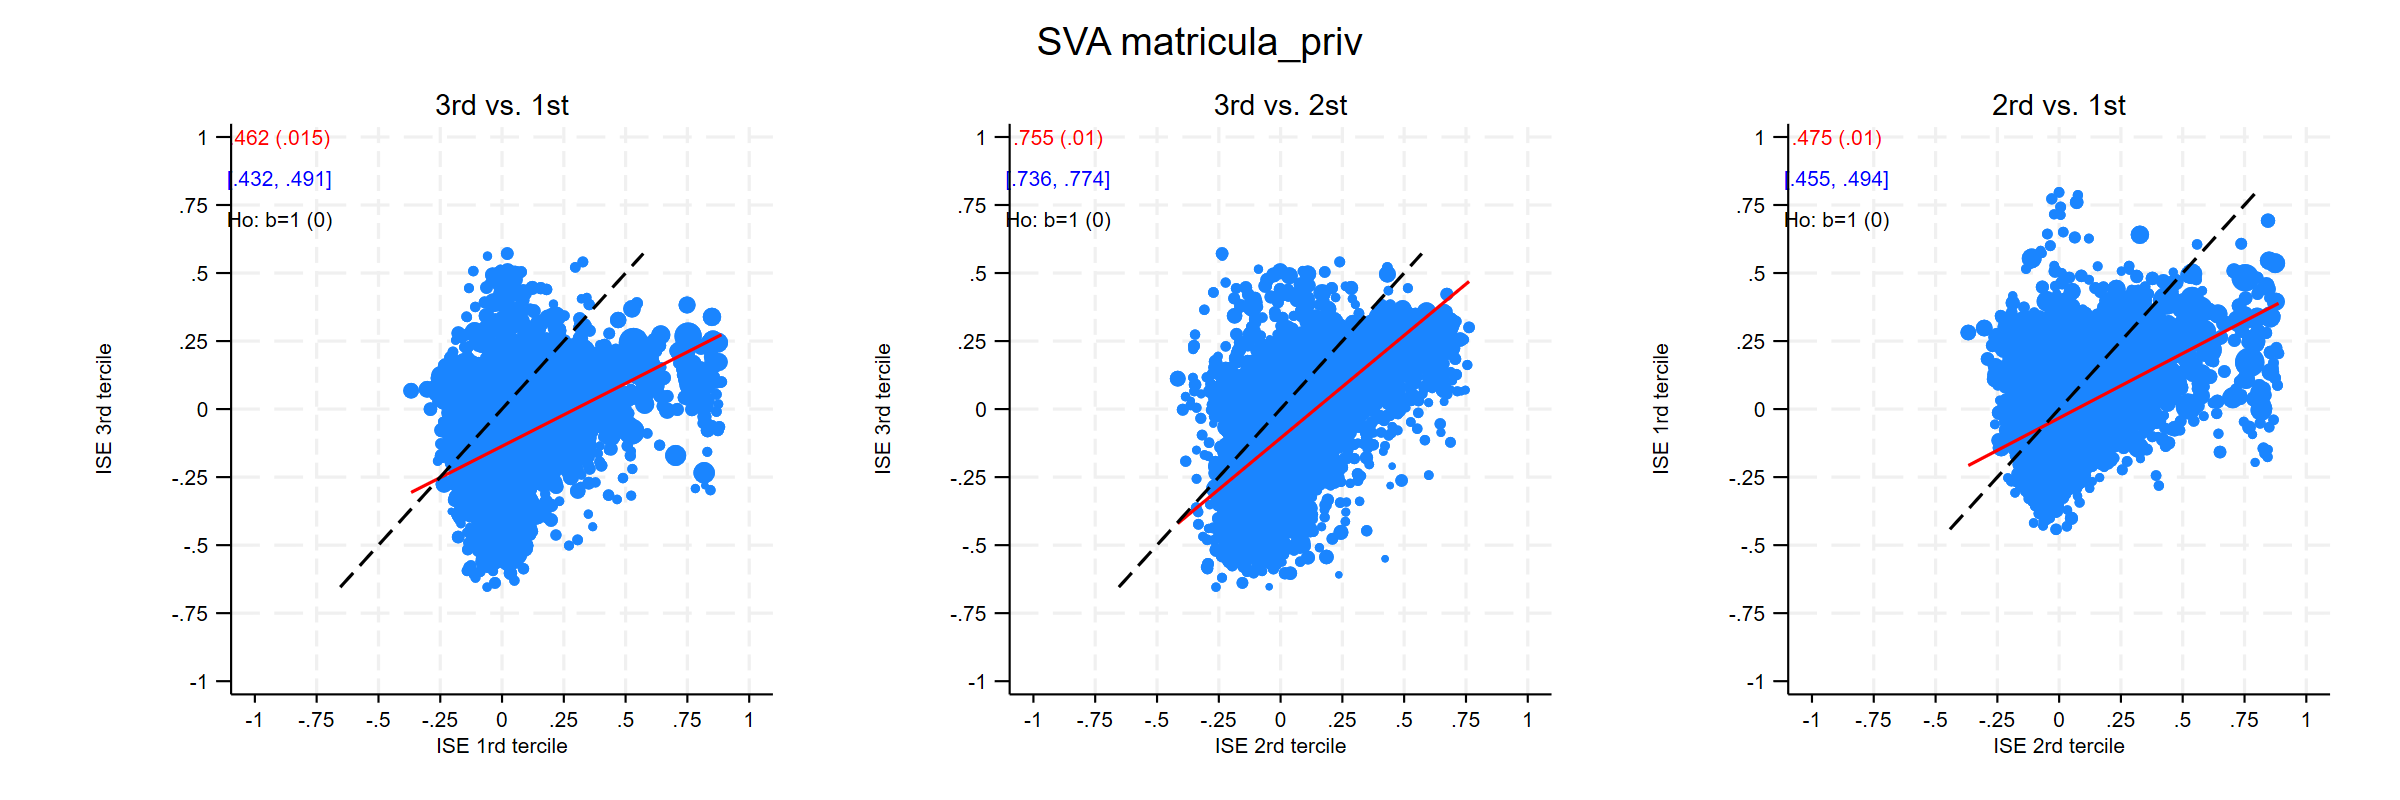 SVA matricula_priv
3rd vs. 1st
.462 (.015)
[.432, .491]
Ho: b=1 (0)
1
.75
.5
.25
0
-.25
-.5
-.75
-1
ISE 3rd tercile
-1 -.75 -.5 -.25 0 .25 .5 .75 1
ISE 1rd tercile
3rd vs. 2st
.755 (.01)
[.736, .774]
Ho: b=1 (0)
1
.75
.5
.25
0
-.25
-.5
-.75
-1
ISE 3rd tercile
-1 -.75 -.5 -.25 0 .25 .5 .75 1
ISE 2rd tercile
2rd vs. 1st
.475 (.01)
[.455, .494]
Ho: b=1 (0)
1
.75
.5
.25
0
-.25
-.5
-.75
-1
ISE 1rd tercile
-1 -.75 -.5 -.25 0 .25 .5 .75 1
ISE 2rd tercile